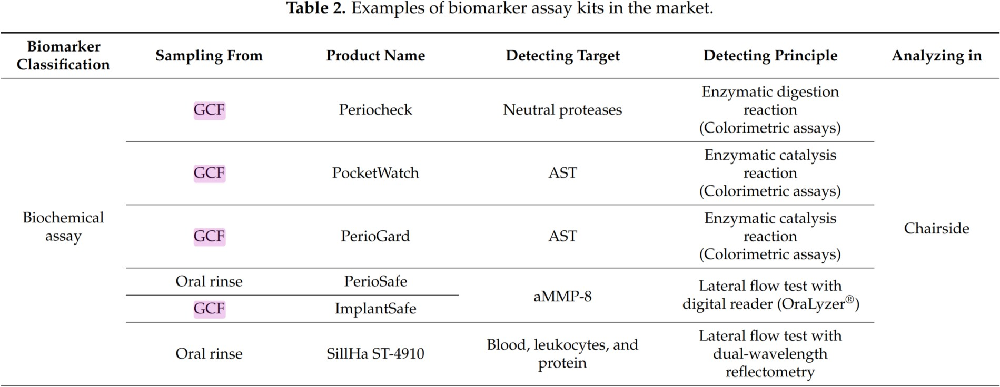 Table 2. Examples of biomarker assay kits in the market.
Biomarker Classification Sampling From Product Name Detecting Target Detecting Principle Analyzing in
Biochemical assay
Chairside
GCF Periocheck Neutral proteases Enzymatic digestion
reaction
(Colorimetric assays)
GCF PocketWatch AST Enzymatic catalysis
reaction
(Colorimetric assays)
GCF PerioGard AST Enzymatic catalysis
reaction
(Colorimetric assays)
Oral rinse PerioSafe
GCF ImplantSafe
aMMP-8
Lateral flow test with
digital reader (OraLyzer®)
Oral rinse SillHa ST-4910 Blood, leukocytes, and
protein
Lateral flow test with
dual-wavelength
reflectometry